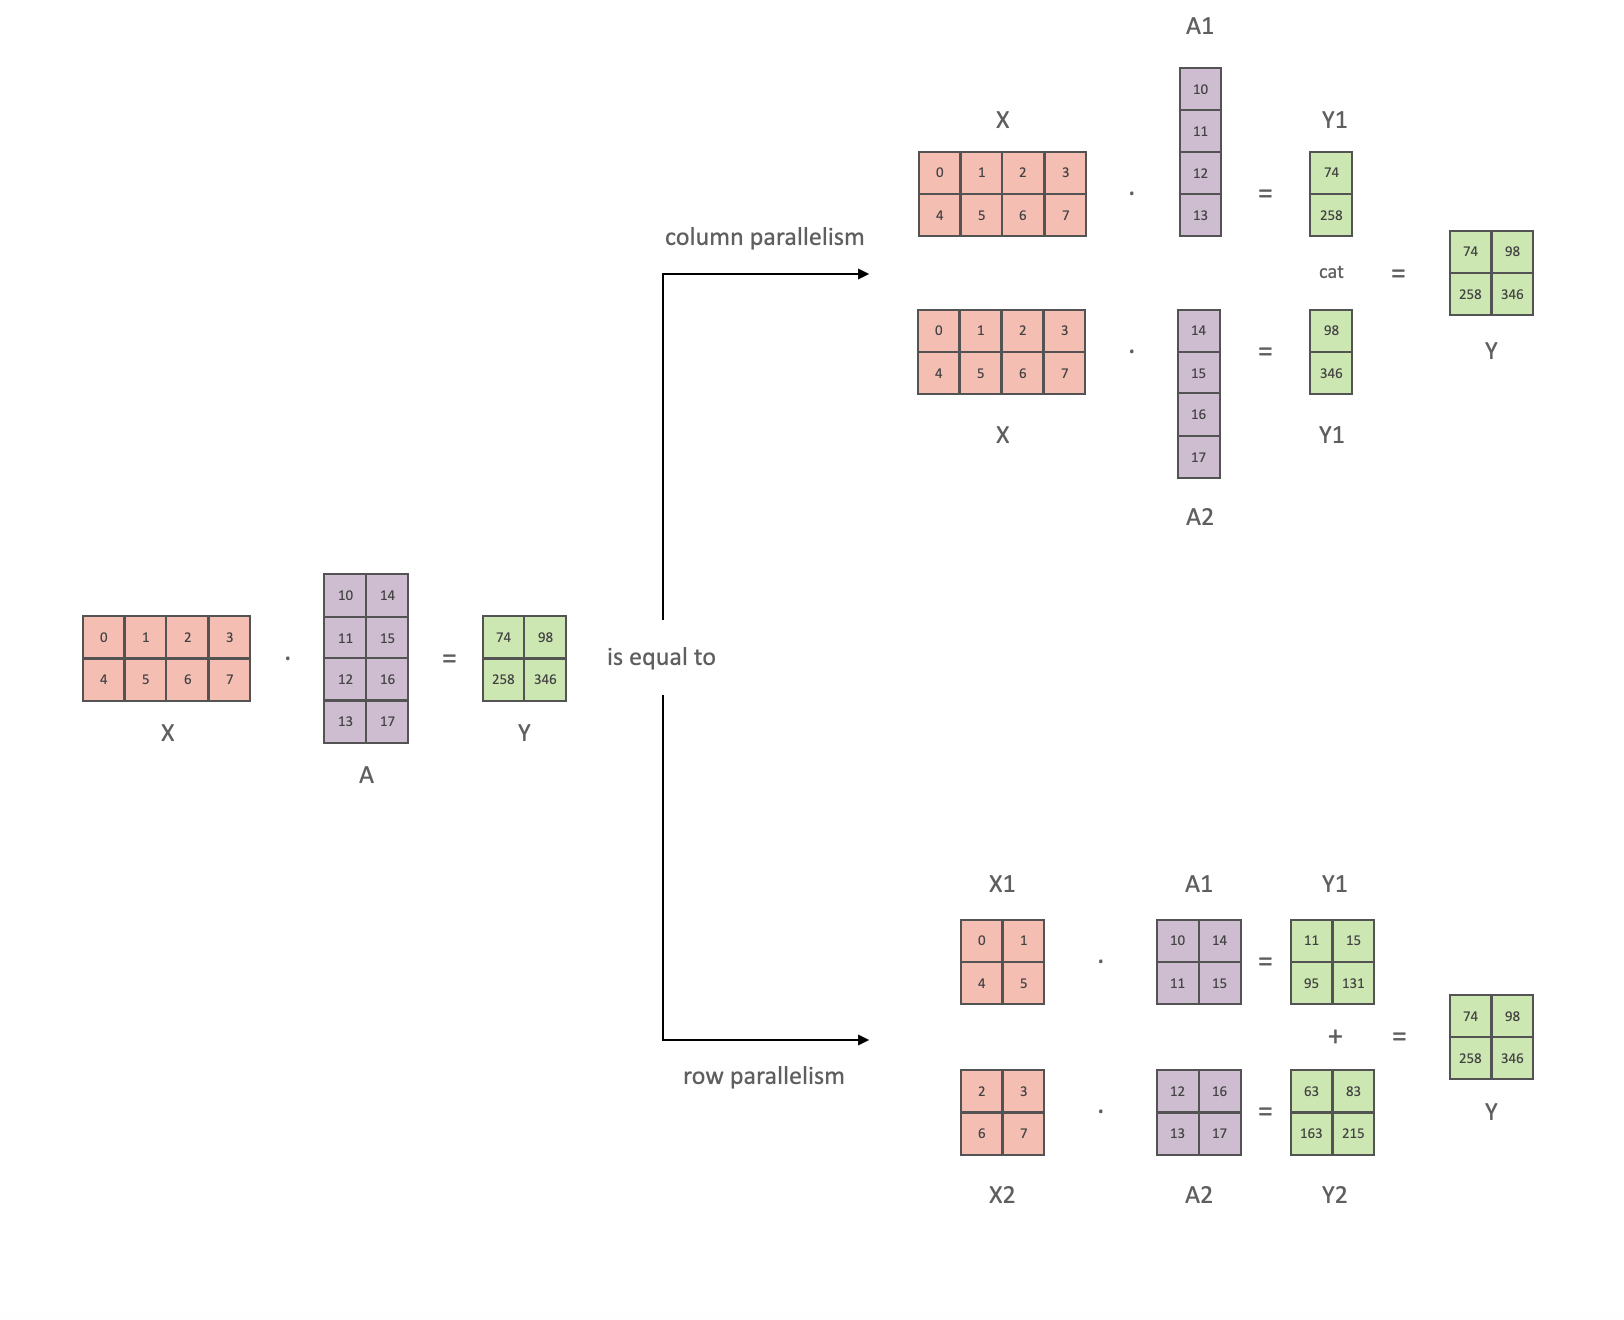 0 1 2 3
4 5 6 7
X
·
10 14
11 15
12 16
13 17
A
=
74 98
258 346
Y
is equal to
column parallelism
X
0 1 2 3
4 5 6 7
·
A1
10
11
12
13
=
Y1
74
258
cat
0 1 2 3
4 5 6 7
X
·
14
15
16
17
A2
=
98
346
Y1
=
74 98
258 346
Y
row parallelism
X1
0 1
4 5
·
A1
10 14
11 15
=
Y1
11 15
95 131
+
2 3
6 7
X2
·
12 16
13 17
A2
=
63 83
163 215
Y2
=
74 98
258 346
Y